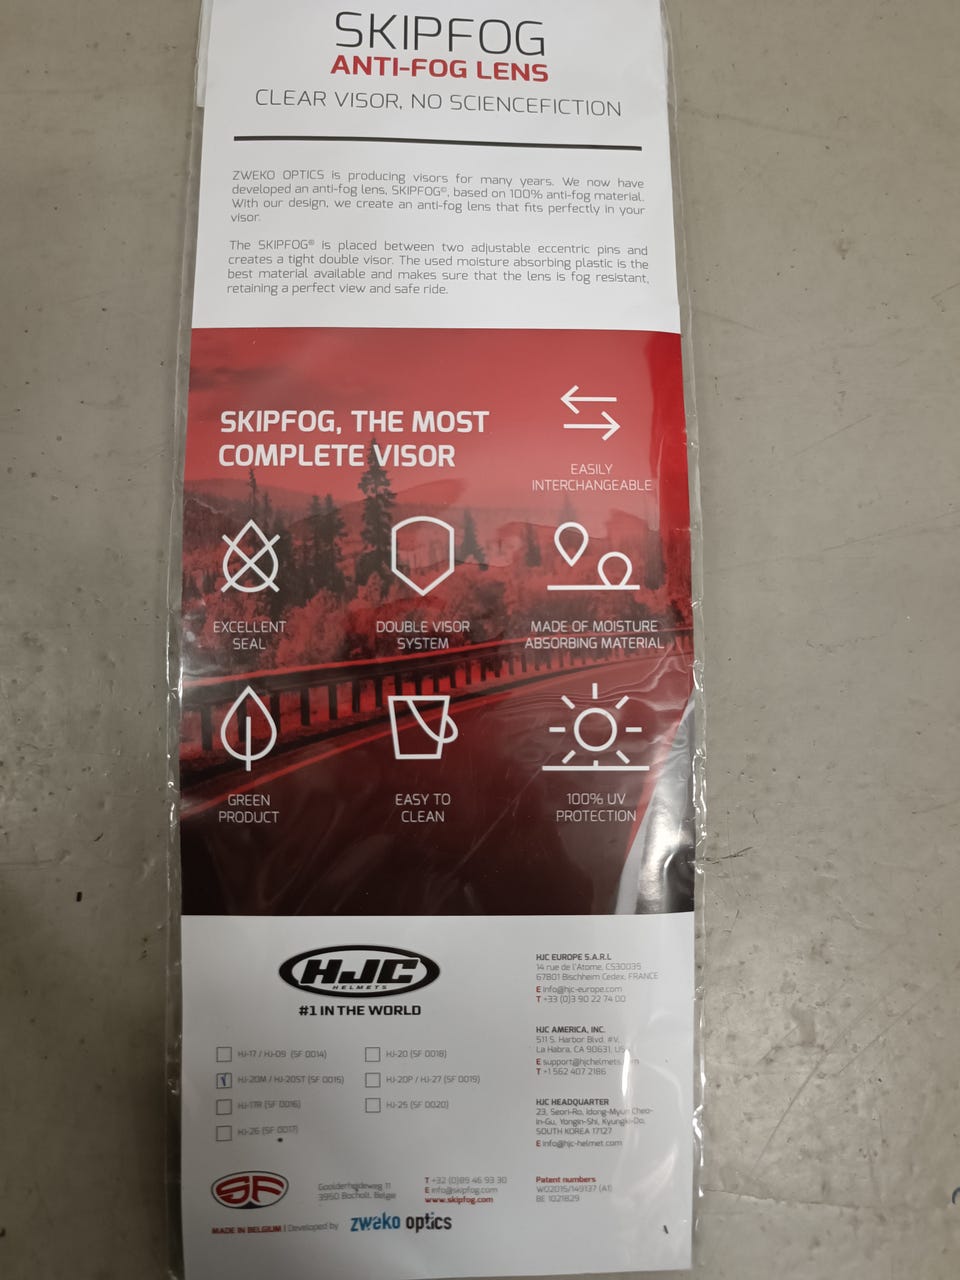 SKIPFOG
ANTI-FOG LENS
CLEAR VISOR, NO SCIENCEFICTION
ZWEKO OPTICS is producing visors for many years. We now have
developed an anti-fog lens, SKIPFOG©, based on 100% anti-fog material.
With our design, we create an anti-fog lens that fits perfectly in your
visor.
The SKIPFOG® is placed between two adjustable eccentric pins and
creates a tight double visor. The used moisture absorbing plastic is the
best material available and makes sure that the lens is fog resistant,
retaining a perfect view and safe ride.
SKIPFOG, THE MOST
COMPLETE VISOR
EASILY
INTERCHANGEABLE
EXCELLENT
SEAL
DOUBLE VISOR
SYSTEM
MADE OF MOISTURE
ABSORBING MATERIAL
GREEN
PRODUCT
EASY TO
CLEAN
100% UV
PROTECTION
HJC
HELMETS
#1 IN THE WORLD
HJ-17 / HJ-09 (SF 0014)
HJ-20M / HJ-20ST (SF 0015)
HJ-17R (SF 0016)
HJ-26 (SF 0017)
HJ-20 (SF 0018)
HJ-20P / HJ-27 (SF 0019)
HJ-25 (SF 0020)
HJC EUROPE S.A.R.L
14 rue de l'Atome, CS30035
67801 Bischheim Cedex, FRANCE
E info@hjc-europe.com
T +33 (0)3 90 22 74 00
HJC AMERICA, INC.
511 S. Harbor Blvd. #V,
La Habra, CA 90631,
E
T +1 562 407 2186
HJC HEADQUARTER
23, Seori-Ro, Idong-Myun Cheo-
in-Gu, Yongin-Shi, Kyungki-Do,
SOUTH KOREA 17127
E info@hjc-helmet.com
SF
Goolderheideweg 11
3950 Bocholt, België
T +32 (0)89 46 93 30
E info@skipfog.com
www.skipfog.com
Patent numbers
WO2015/149137 (A1)
BE 1021829
MADE IN BELGIUM | Developed by zweko optics